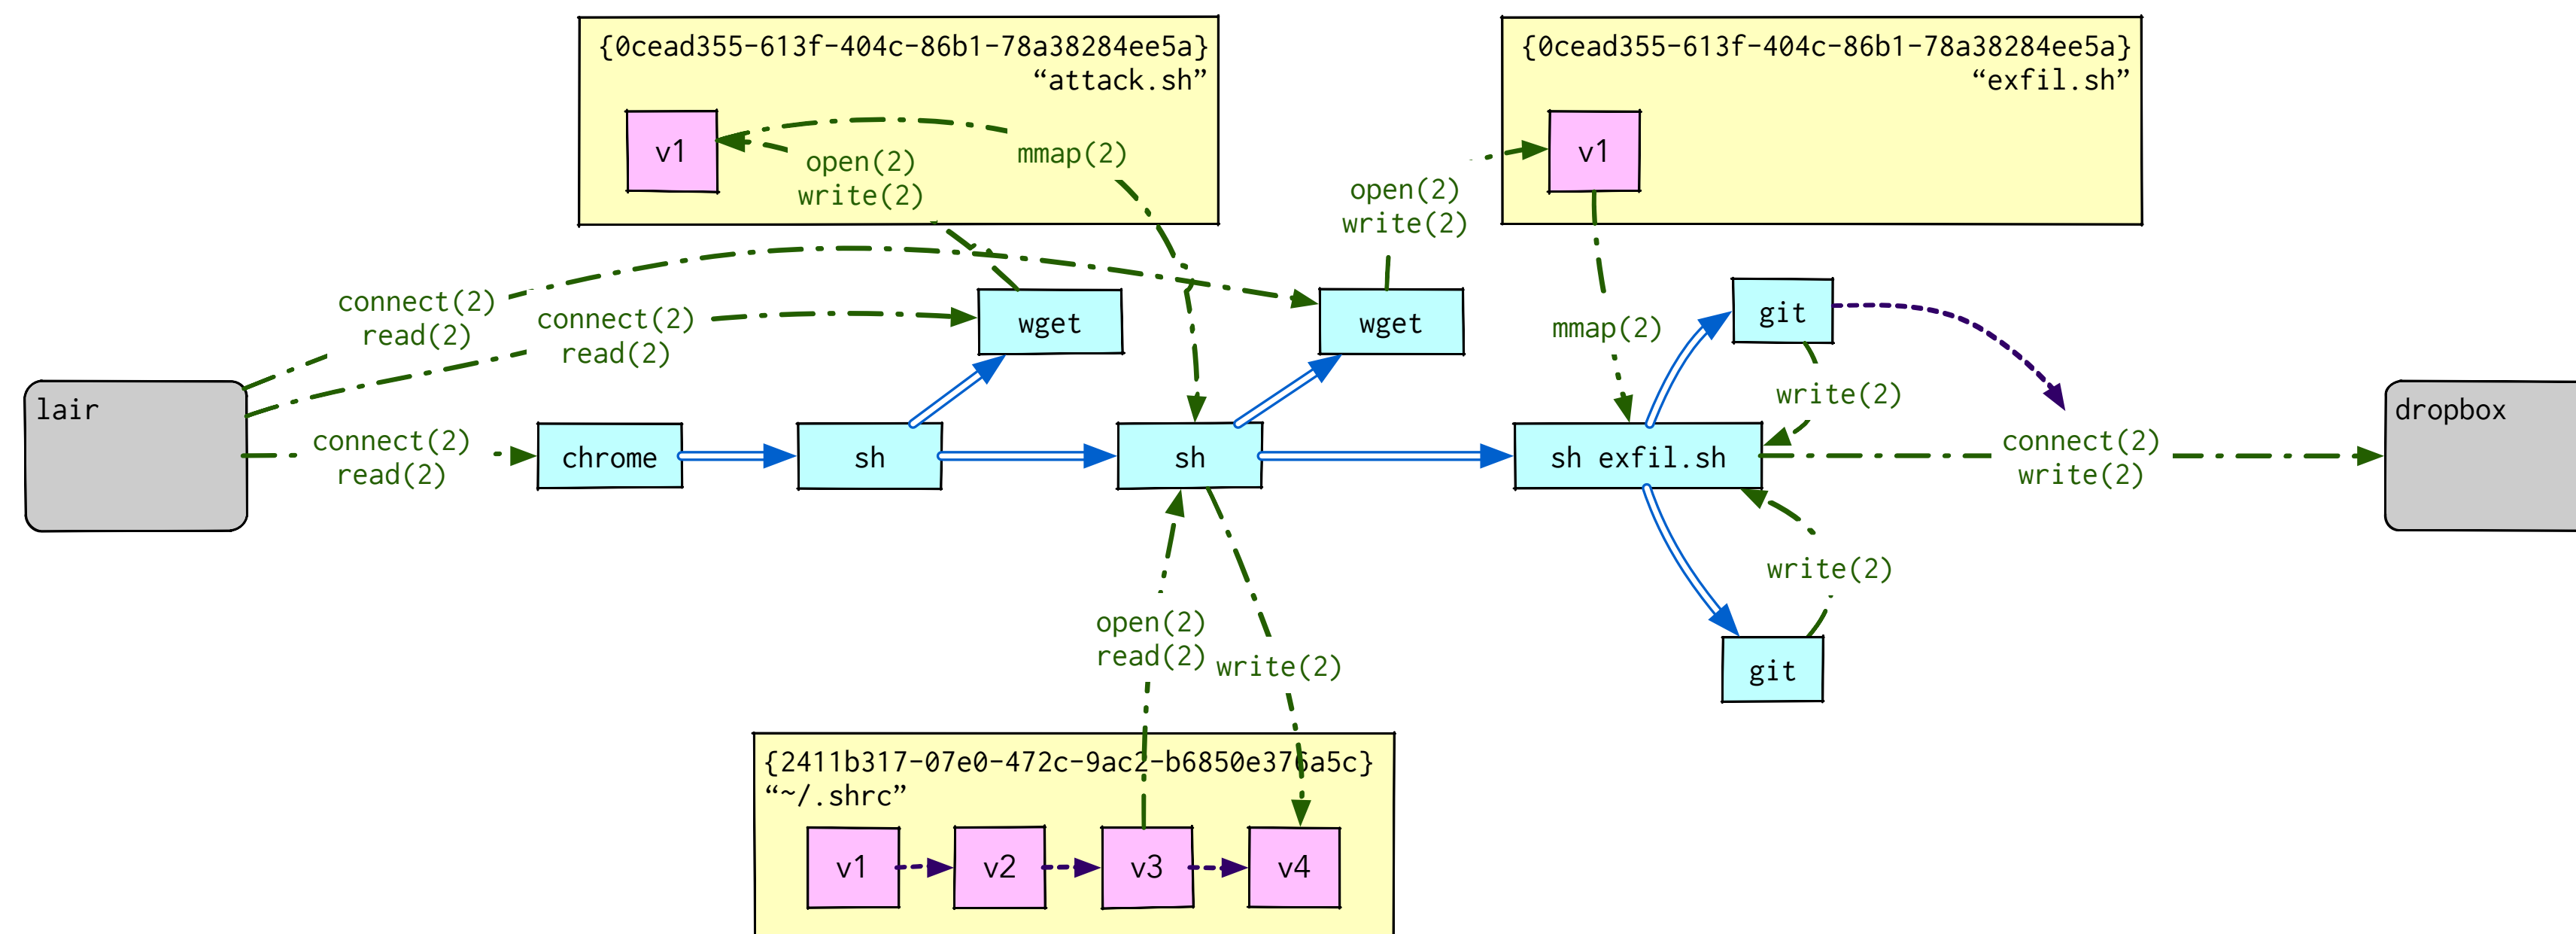 {0cead355-613f-404c-86b1-78a38284ee5a}
“attack.sh”
v1
open(2)
write(2)
mmap(2)
{0cead355-613f-404c-86b1-78a38284ee5a}
“exfil.sh”
v1
open(2)
write(2)
connect(2)
read(2)
connect(2)
read(2)
wget
wget
mmap(2)
git
write(2)
lair
connect(2)
read(2)
chrome
sh
sh
sh exfil.sh
connect(2)
write(2)
dropbox
write(2)
open(2)
read(2)
write(2)
git
{2411b317-07e0-472c-9ac2-b6850e376a5c}
“~/.shrc”
v1
v2
v3
v4